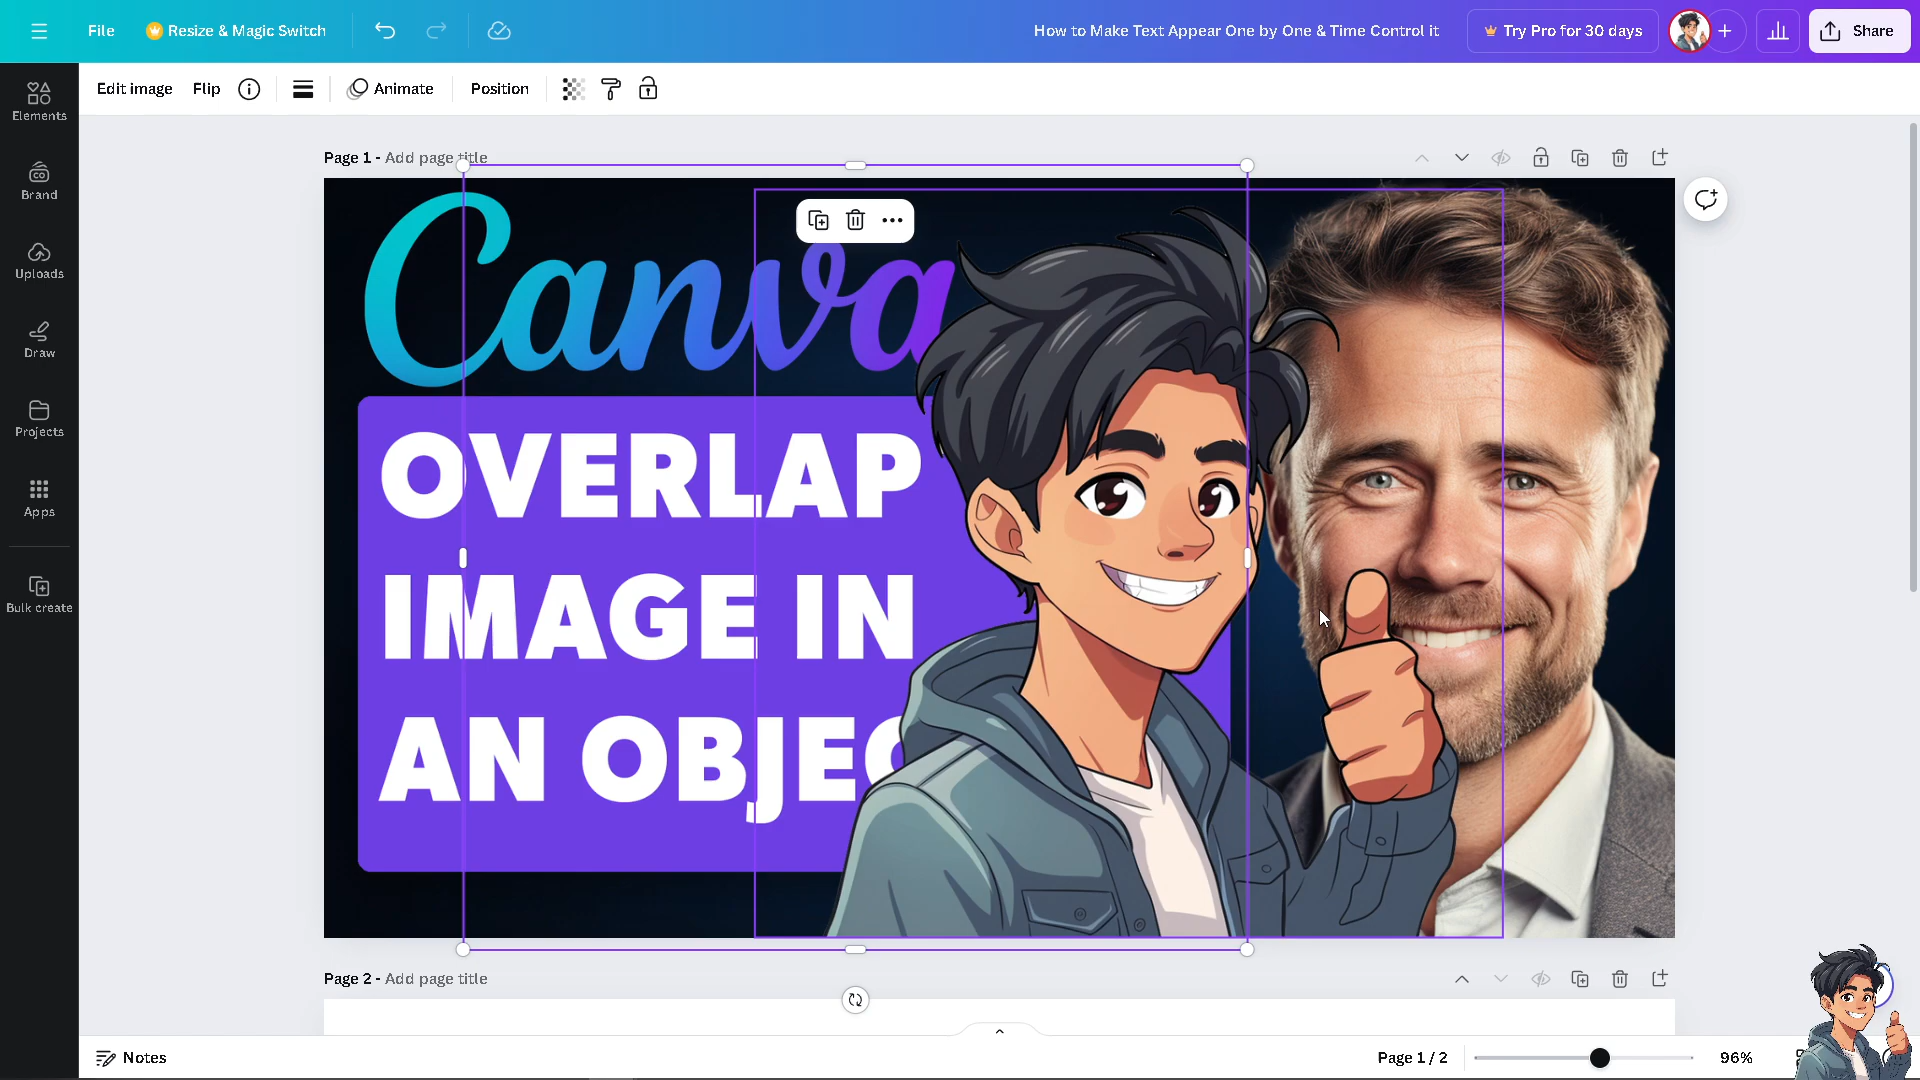 File
Resize & Magic Switch
How to Make Text Appear One by One & Time Control it
Try Pro for 30 days
Share
Edit image
Flip
Animate
Position
Elements
Brand
Uploads
Draw
Projects
Apps
Bulk create
Page 1 - Add page title
Canva
OVERLAP
IMAGE IN
AN OBJEC
Page 2 - Add page title
Notes
Page 1 / 2
96%